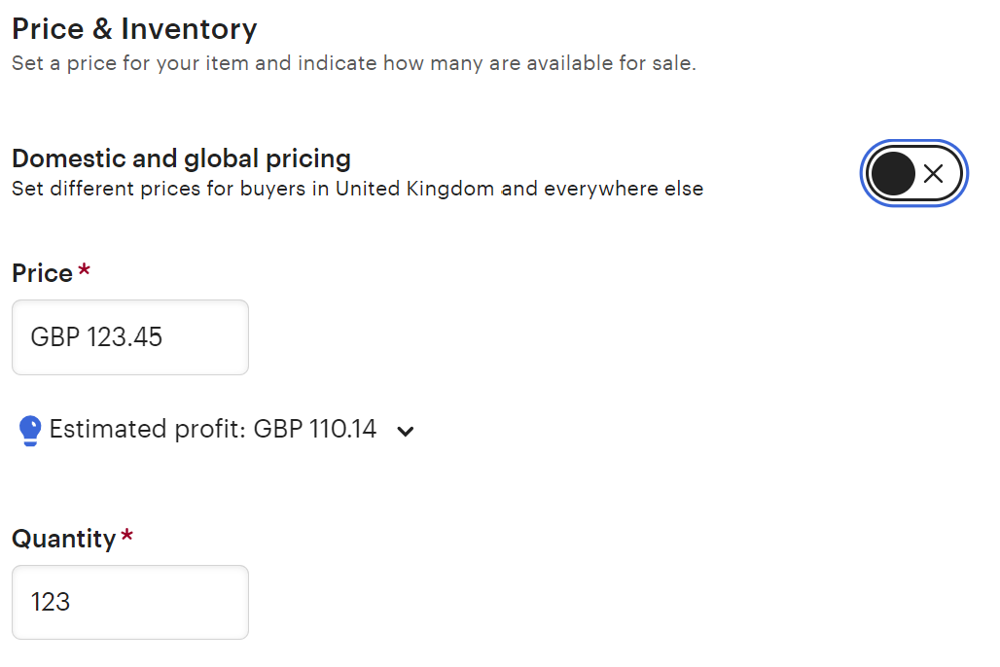 Price & Inventory
Set a price for your item and indicate how many are available for sale.
Domestic and global pricing
Set different prices for buyers in United Kingdom and everywhere else
Price *
GBP 123.45
Estimated profit: GBP 110.14
Quantity *
123